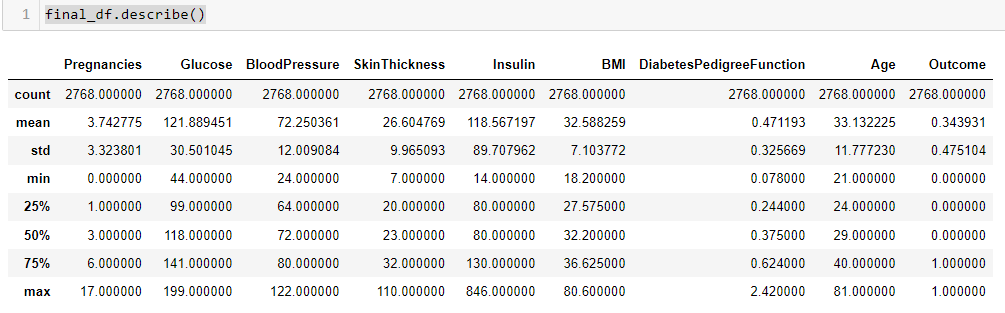 1 final_df.describe()
Pregnancies Glucose BloodPressure SkinThickness Insulin BMI DiabetesPedigreeFunction Age Outcome
count 2768.000000 2768.000000 2768.000000 2768.000000 2768.000000 2768.000000 2768.000000 2768.000000 2768.000000
mean 3.742775 121.889451 72.250361 26.604769 118.567197 32.588259 0.471193 33.132225 0.343931
std 3.323801 30.501045 12.009084 9.965093 89.707962 7.103772 0.325669 11.777230 0.475104
min 0.000000 44.000000 24.000000 7.000000 14.000000 18.200000 0.078000 21.000000 0.000000
25% 1.000000 99.000000 64.000000 20.000000 80.000000 27.575000 0.244000 24.000000 0.000000
50% 3.000000 118.000000 72.000000 23.000000 80.000000 32.200000 0.375000 29.000000 0.000000
75% 6.000000 141.000000 80.000000 32.000000 130.000000 36.625000 0.624000 40.000000 1.000000
max 17.000000 199.000000 122.000000 110.000000 846.000000 80.600000 2.420000 81.000000 1.000000